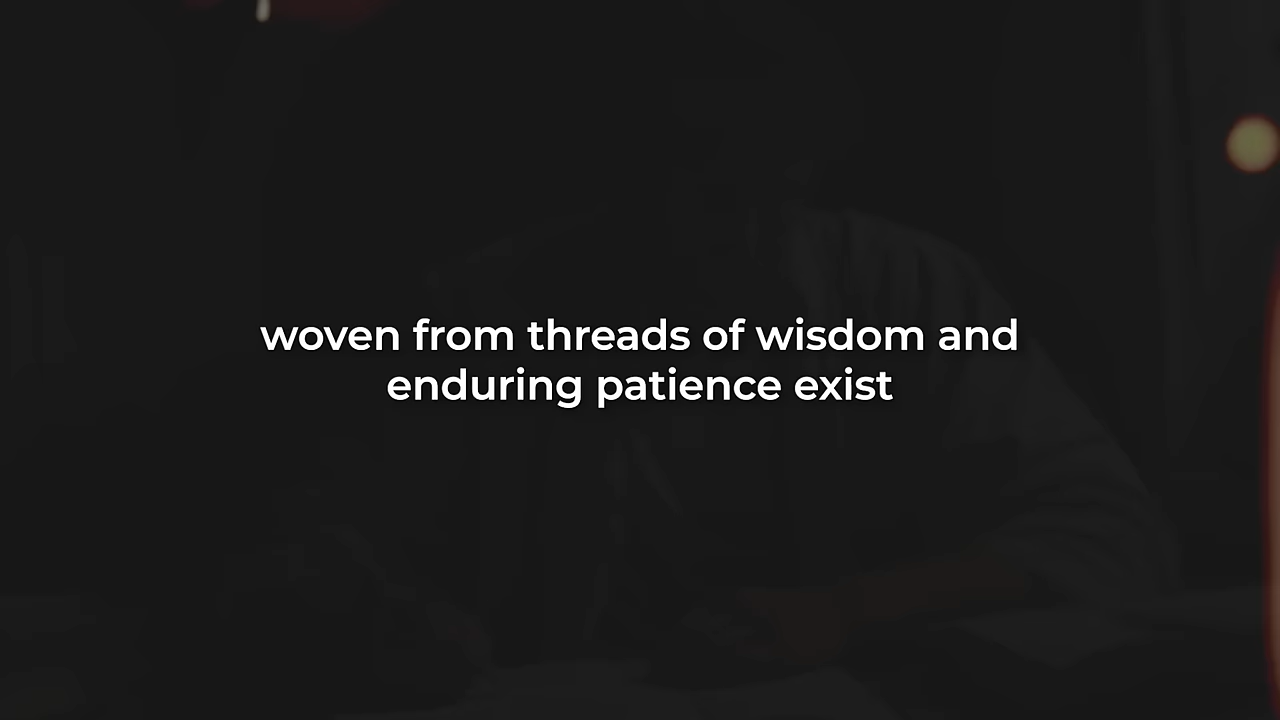 woven from threads of wisdom and
enduring patience exist